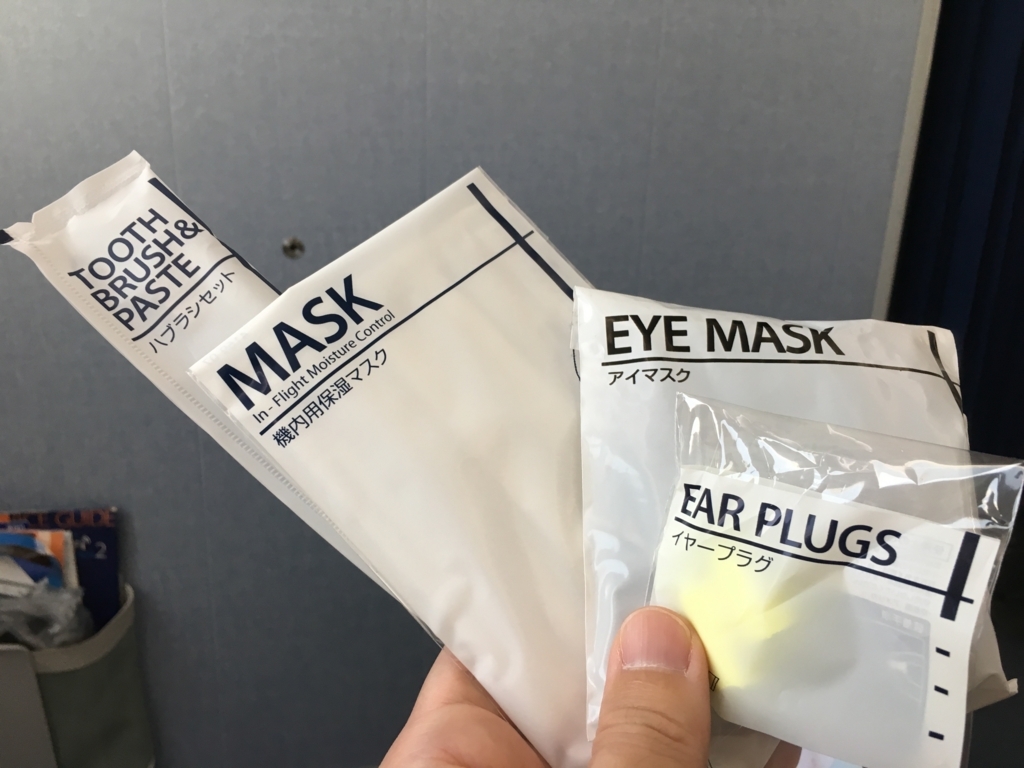 TOOTH
BRUSH&
PASTE
ハブラシセット
MASK
In-Flight Moisture Control
機内用保湿マスク
EYE MASK
アイマスク
EAR PLUGS
イヤープラグ
GUIDE
2